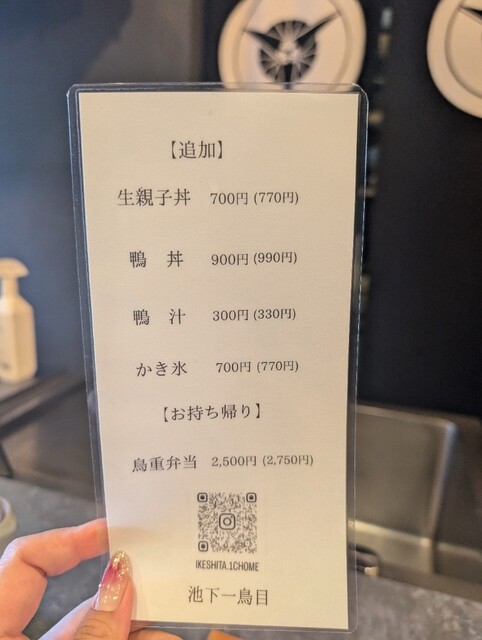 【追加】
生親子丼 700円 (770円)
鴨 丼 900円 (990円)
鴨 汁 300円 (330円)
かき氷 700円 (770円)
【お持ち帰り】
鳥重弁当 2,500円 (2,750円)
IKESHITA.1CHOME
池下一鳥目